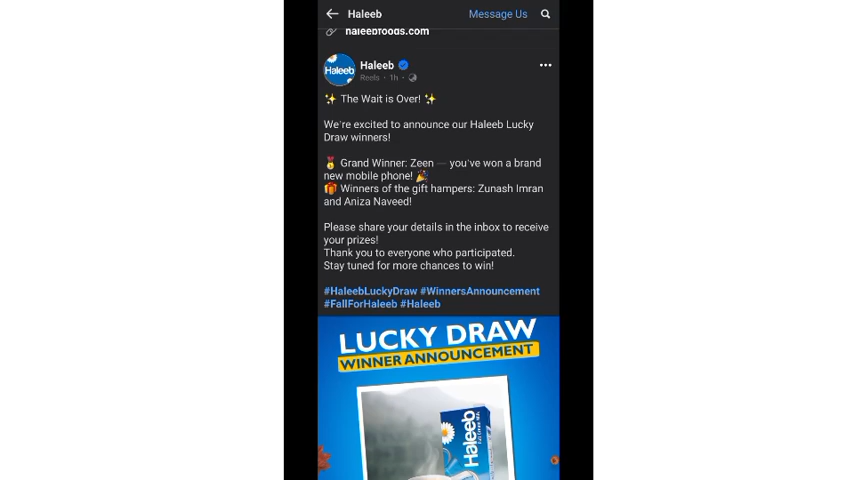 Haleeb Message Us
haleebfoods.com
Haleeb
Haleeb
Reels · 1h ·
✨ The Wait is Over! ✨
We're excited to announce our Haleeb Lucky
Draw winners!
🏅 Grand Winner: Zeen — you've won a brand
new mobile phone! 🎉
🎁 Winners of the gift hampers: Zunash Imran
and Aniza Naveed!
Please share your details in the inbox to receive
your prizes!
Thank you to everyone who participated.
Stay tuned for more chances to win!
#HaleebLuckyDraw #WinnersAnnouncement
#FallForHaleeb #Haleeb
LUCKY DRAW
WINNER ANNOUNCEMENT
Haleeb